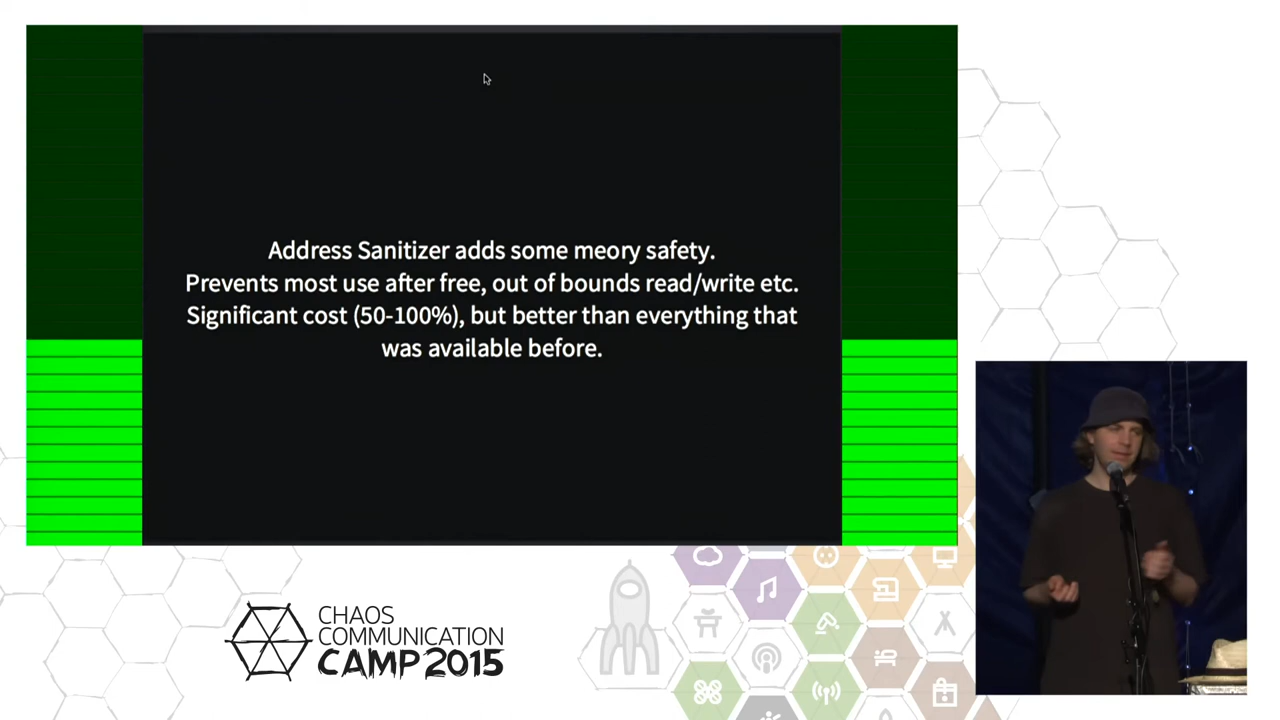 Address Sanitizer adds some meory safety.
Prevents most use after free, out of bounds read/write etc.
Significant cost (50-100%), but better than everything that
was available before.
CHAOS
COMMUNICATION
CAMP 2015